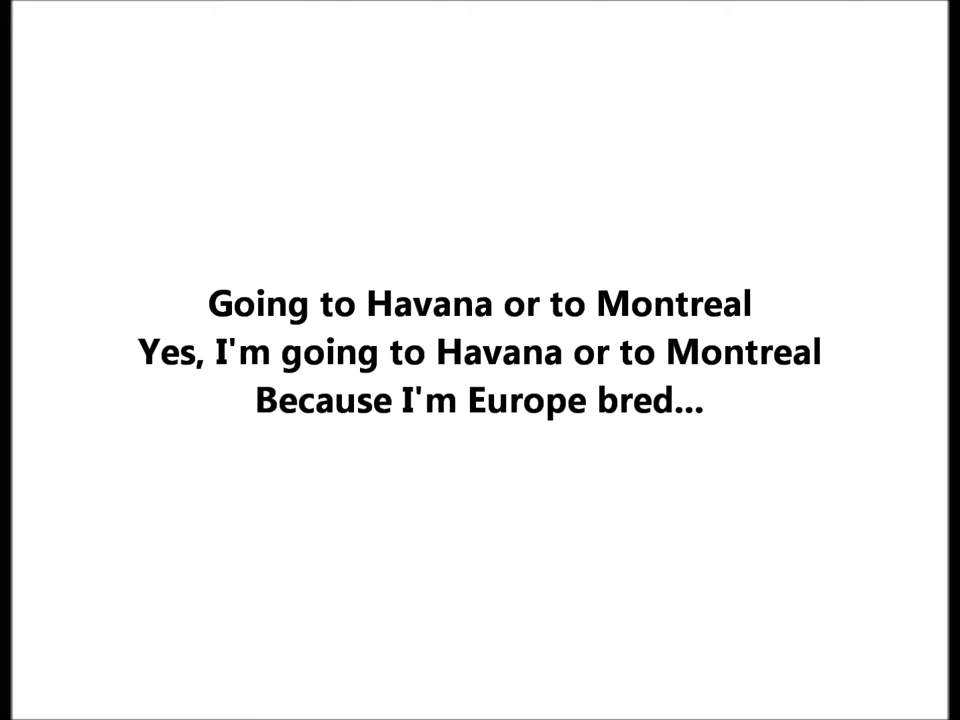 Going to Havana or to Montreal
Yes, I'm going to Havana or to Montreal
Because I'm Europe bred...